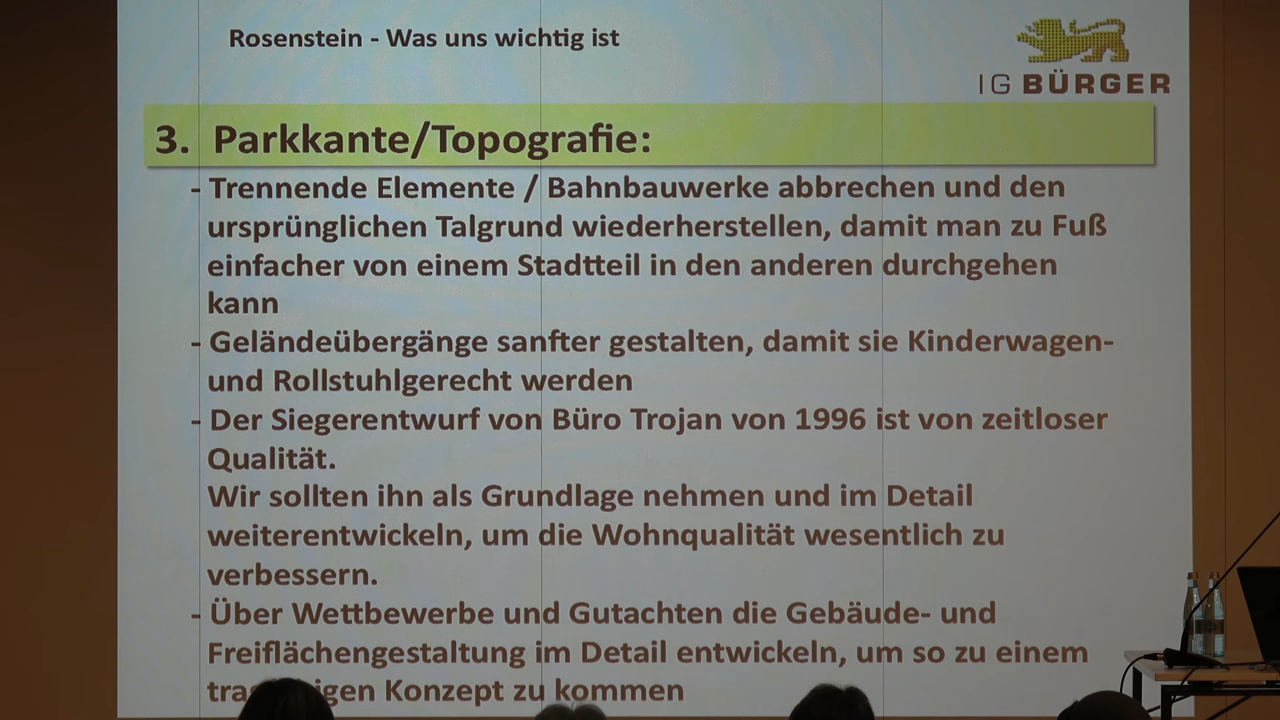 Rosenstein - Was uns wichtig ist
IG BÜRGER
3. Parkkante/Topografie:
- Trennende Elemente / Bahnbauwerke abbrechen und den
ursprünglichen Talgrund wiederherstellen, damit man zu Fuß
einfacher von einem Stadtteil in den anderen durchgehen
kann
- Geländeübergänge sanfter gestalten, damit sie Kinderwagen-
und Rollstuhlgerecht werden
- Der Siegerentwurf von Büro Trojan von 1996 ist von zeitloser
Qualität.
Wir sollten ihn als Grundlage nehmen und im Detail
weiterentwickeln, um die Wohnqualität wesentlich zu
verbessern.
- Über Wettbewerbe und Gutachten die Gebäude- und
Freiflächengestaltung im Detail entwickeln, um so zu einem
Konzept zu kommen